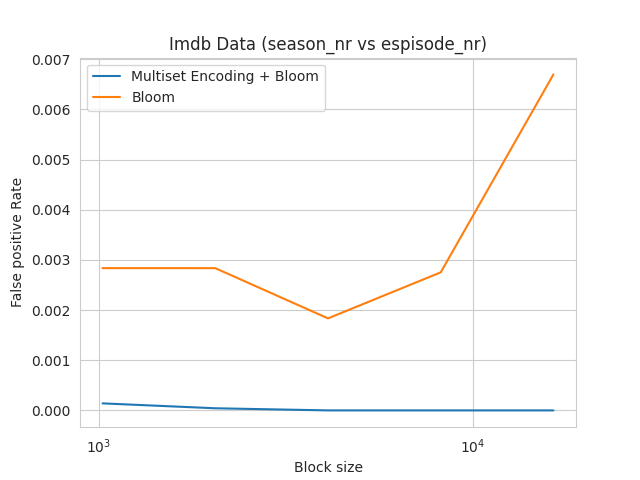 Imdb Data (season_nr vs espisode_nr)
Multiset Encoding + Bloom
Bloom
False positive Rate
0.007
0.006
0.005
0.004
0.003
0.002
0.001
0.000
10³
10⁴
Block size